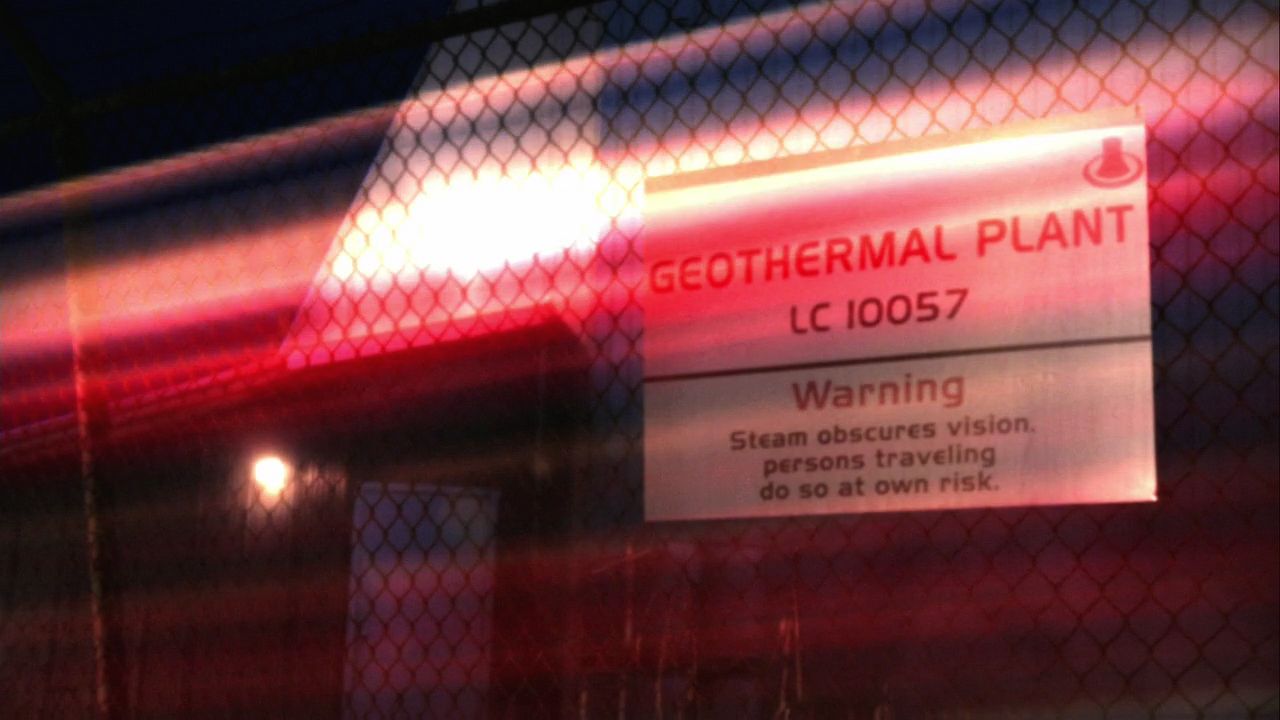 GEOTHERMAL PLANT
LC 10057
Warning
Steam obscures vision.
persons traveling
do so at own risk.